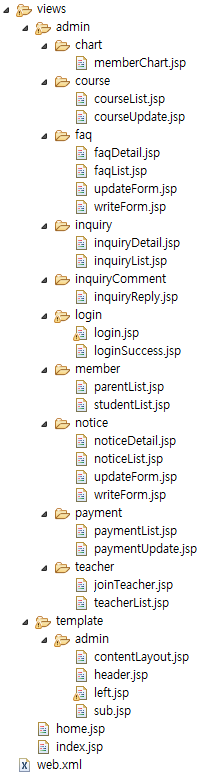 views
admin
chart
memberChart.jsp
course
courseList.jsp
courseUpdate.jsp
faq
faqDetail.jsp
faqList.jsp
updateForm.jsp
writeForm.jsp
inquiry
inquiryDetail.jsp
inquiryList.jsp
inquiryComment
inquiryReply.jsp
login
login.jsp
loginSuccess.jsp
member
parentList.jsp
studentList.jsp
notice
noticeDetail.jsp
noticeList.jsp
updateForm.jsp
writeForm.jsp
payment
paymentList.jsp
paymentUpdate.jsp
teacher
joinTeacher.jsp
teacherList.jsp
template
admin
contentLayout.jsp
header.jsp
left.jsp
sub.jsp
home.jsp
index.jsp
web.xml